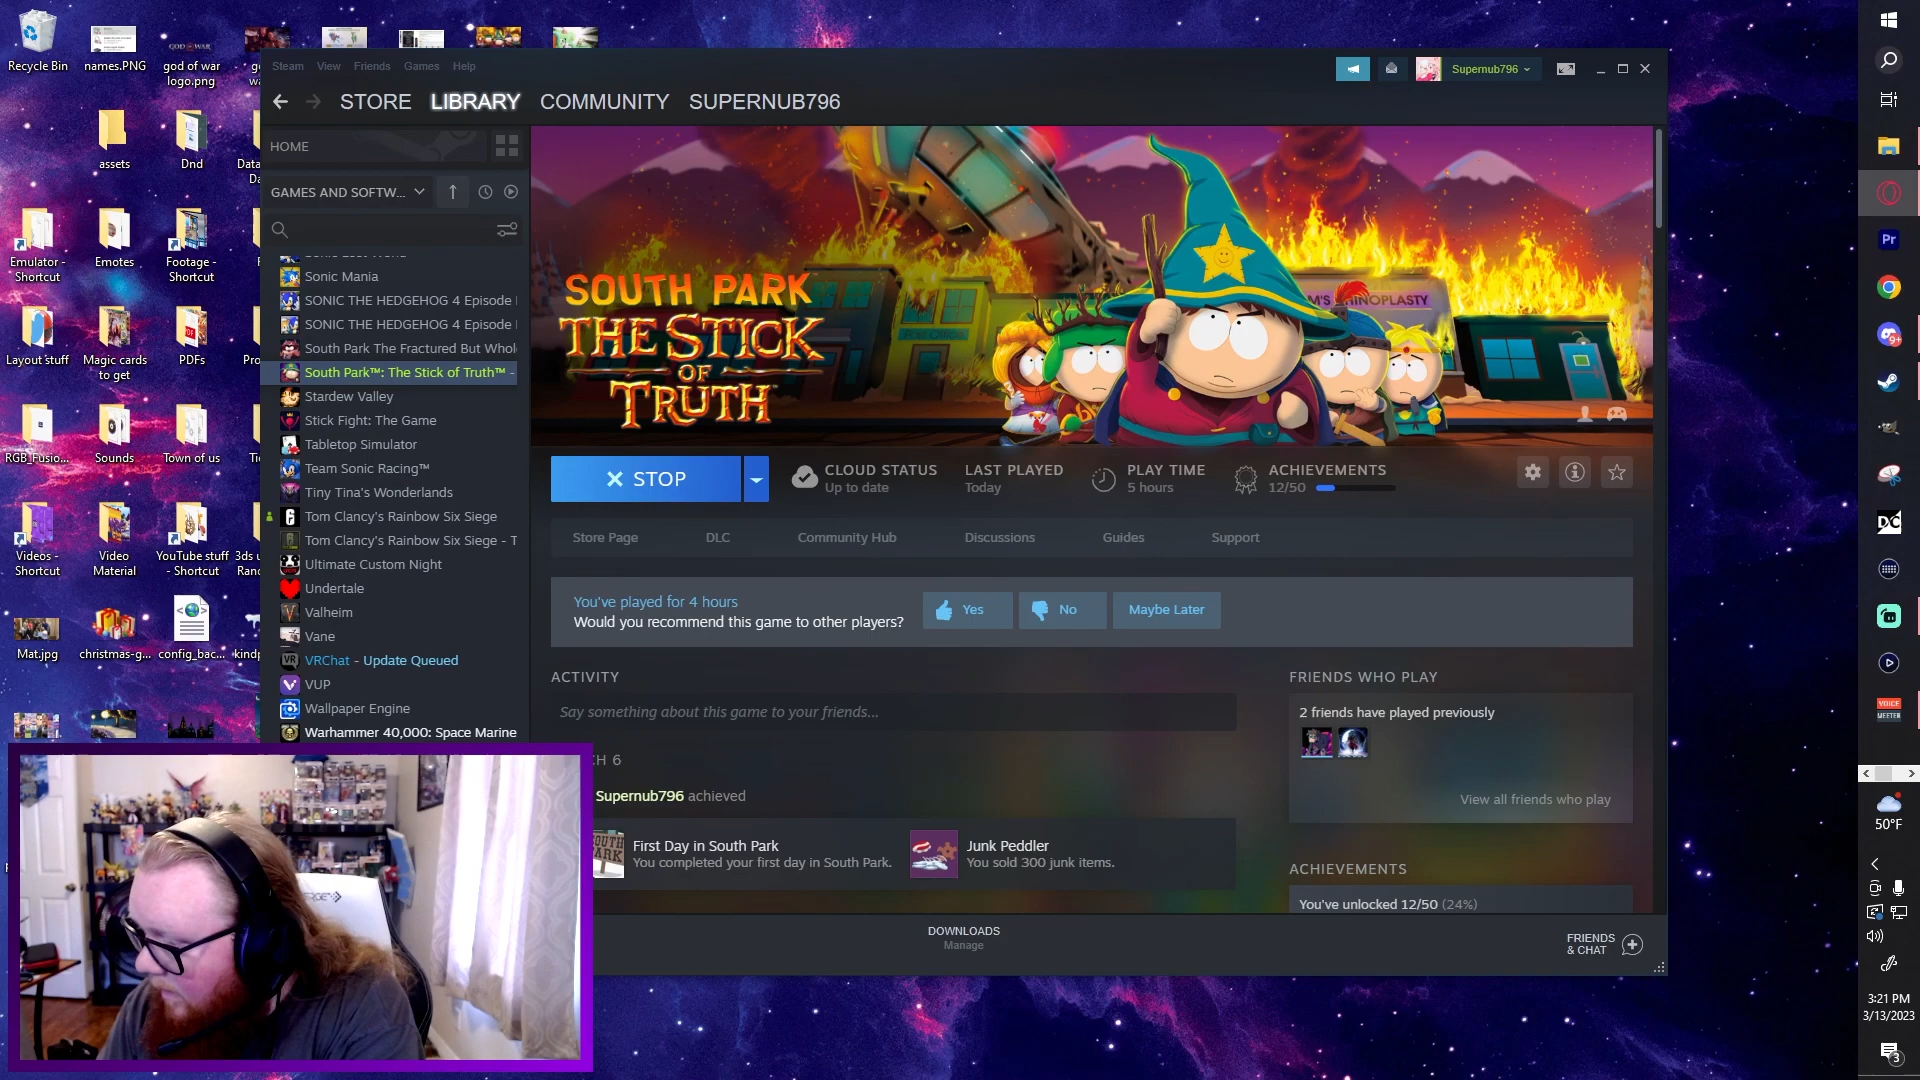 Recycle Bin
names.PNG
god of war
logo.png
assets
Dnd
Emulator -
Shortcut
Emotes
Footage -
Shortcut
Layout stuff
Magic cards
to get
PDFs
RGB_Fusio...
Sounds
Town of us
Videos -
Shortcut
Video
Material
YouTube stuff
- Shortcut
Mat.jpg
christmas-g...
config_bac...
Steam View Friends Games Help
Supernub796
STORE LIBRARY COMMUNITY SUPERNUB796
HOME
GAMES AND SOFTW...
Sonic Mania
SONIC THE HEDGEHOG 4 Episode
SONIC THE HEDGEHOG 4 Episode
South Park The Fractured But Whol
South Park™: The Stick of Truth™ -
Stardew Valley
Stick Fight: The Game
Tabletop Simulator
Team Sonic Racing™
Tiny Tina's Wonderlands
Tom Clancy's Rainbow Six Siege
Tom Clancy's Rainbow Six Siege - T
Ultimate Custom Night
Undertale
Valheim
Vane
VRChat - Update Queued
VUP
Wallpaper Engine
Warhammer 40,000: Space Marine
SOUTH PARK™
THE STICK
OF
TRUTH™
STOP
CLOUD STATUS
Up to date
LAST PLAYED
Today
PLAY TIME
5 hours
ACHIEVEMENTS
12/50
Store Page DLC Community Hub Discussions Guides Support
You've played for 4 hours
Would you recommend this game to other players?
Yes No Maybe Later
ACTIVITY
Say something about this game to your friends...
H 6
Supernub796 achieved
First Day in South Park
You completed your first day in South Park.
Junk Peddler
You sold 300 junk items.
FRIENDS WHO PLAY
2 friends have played previously
View all friends who play
ACHIEVEMENTS
You've unlocked 12/50 (24%)
DOWNLOADS
Manage
FRIENDS
& CHAT
Pr
9+
DC
VOICE
MEETER
50°F
3:21 PM
3/13/2023
3